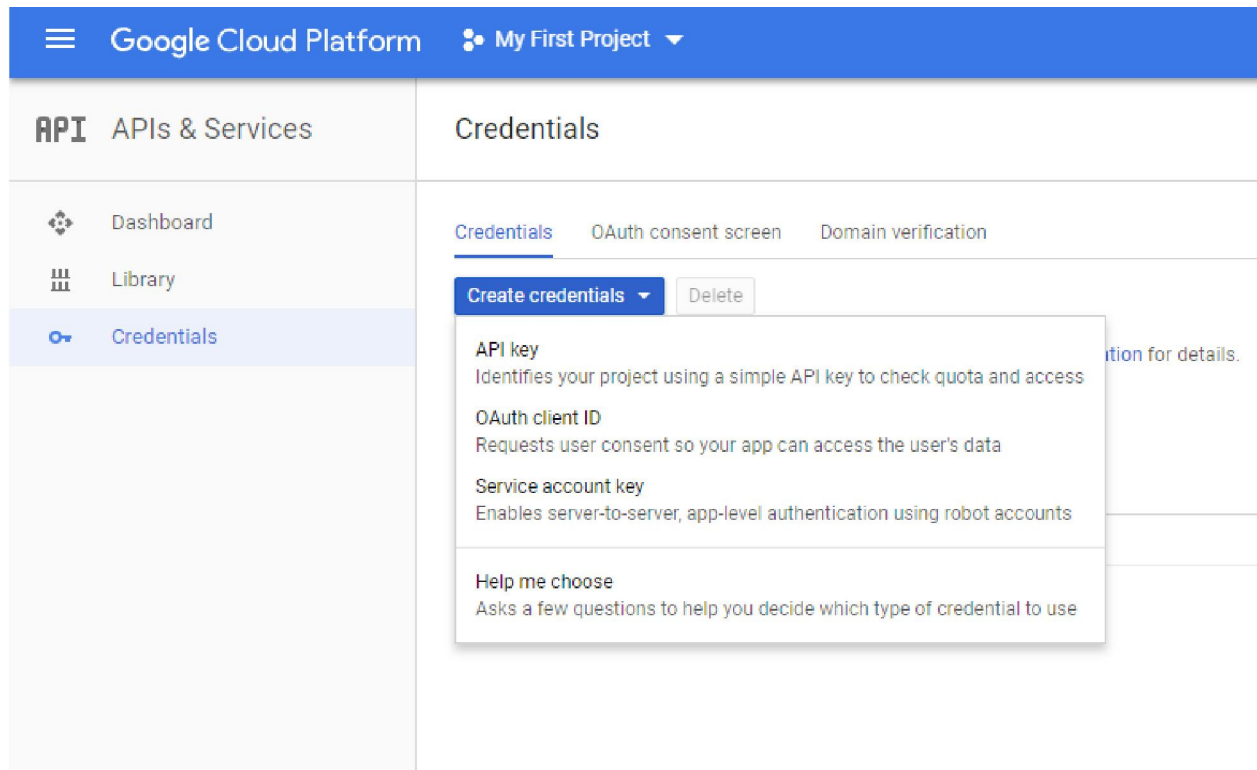 Google Cloud Platform My First Project
API APIs & Services
Credentials
Dashboard
Library
Credentials
Credentials OAuth consent screen Domain verification
Create credentials Delete
API key
Identifies your project using a simple API key to check quota and access
for details.
OAuth client ID
Requests user consent so your app can access the user's data
Service account key
Enables server-to-server, app-level authentication using robot accounts
Help me choose
Asks a few questions to help you decide which type of credential to use